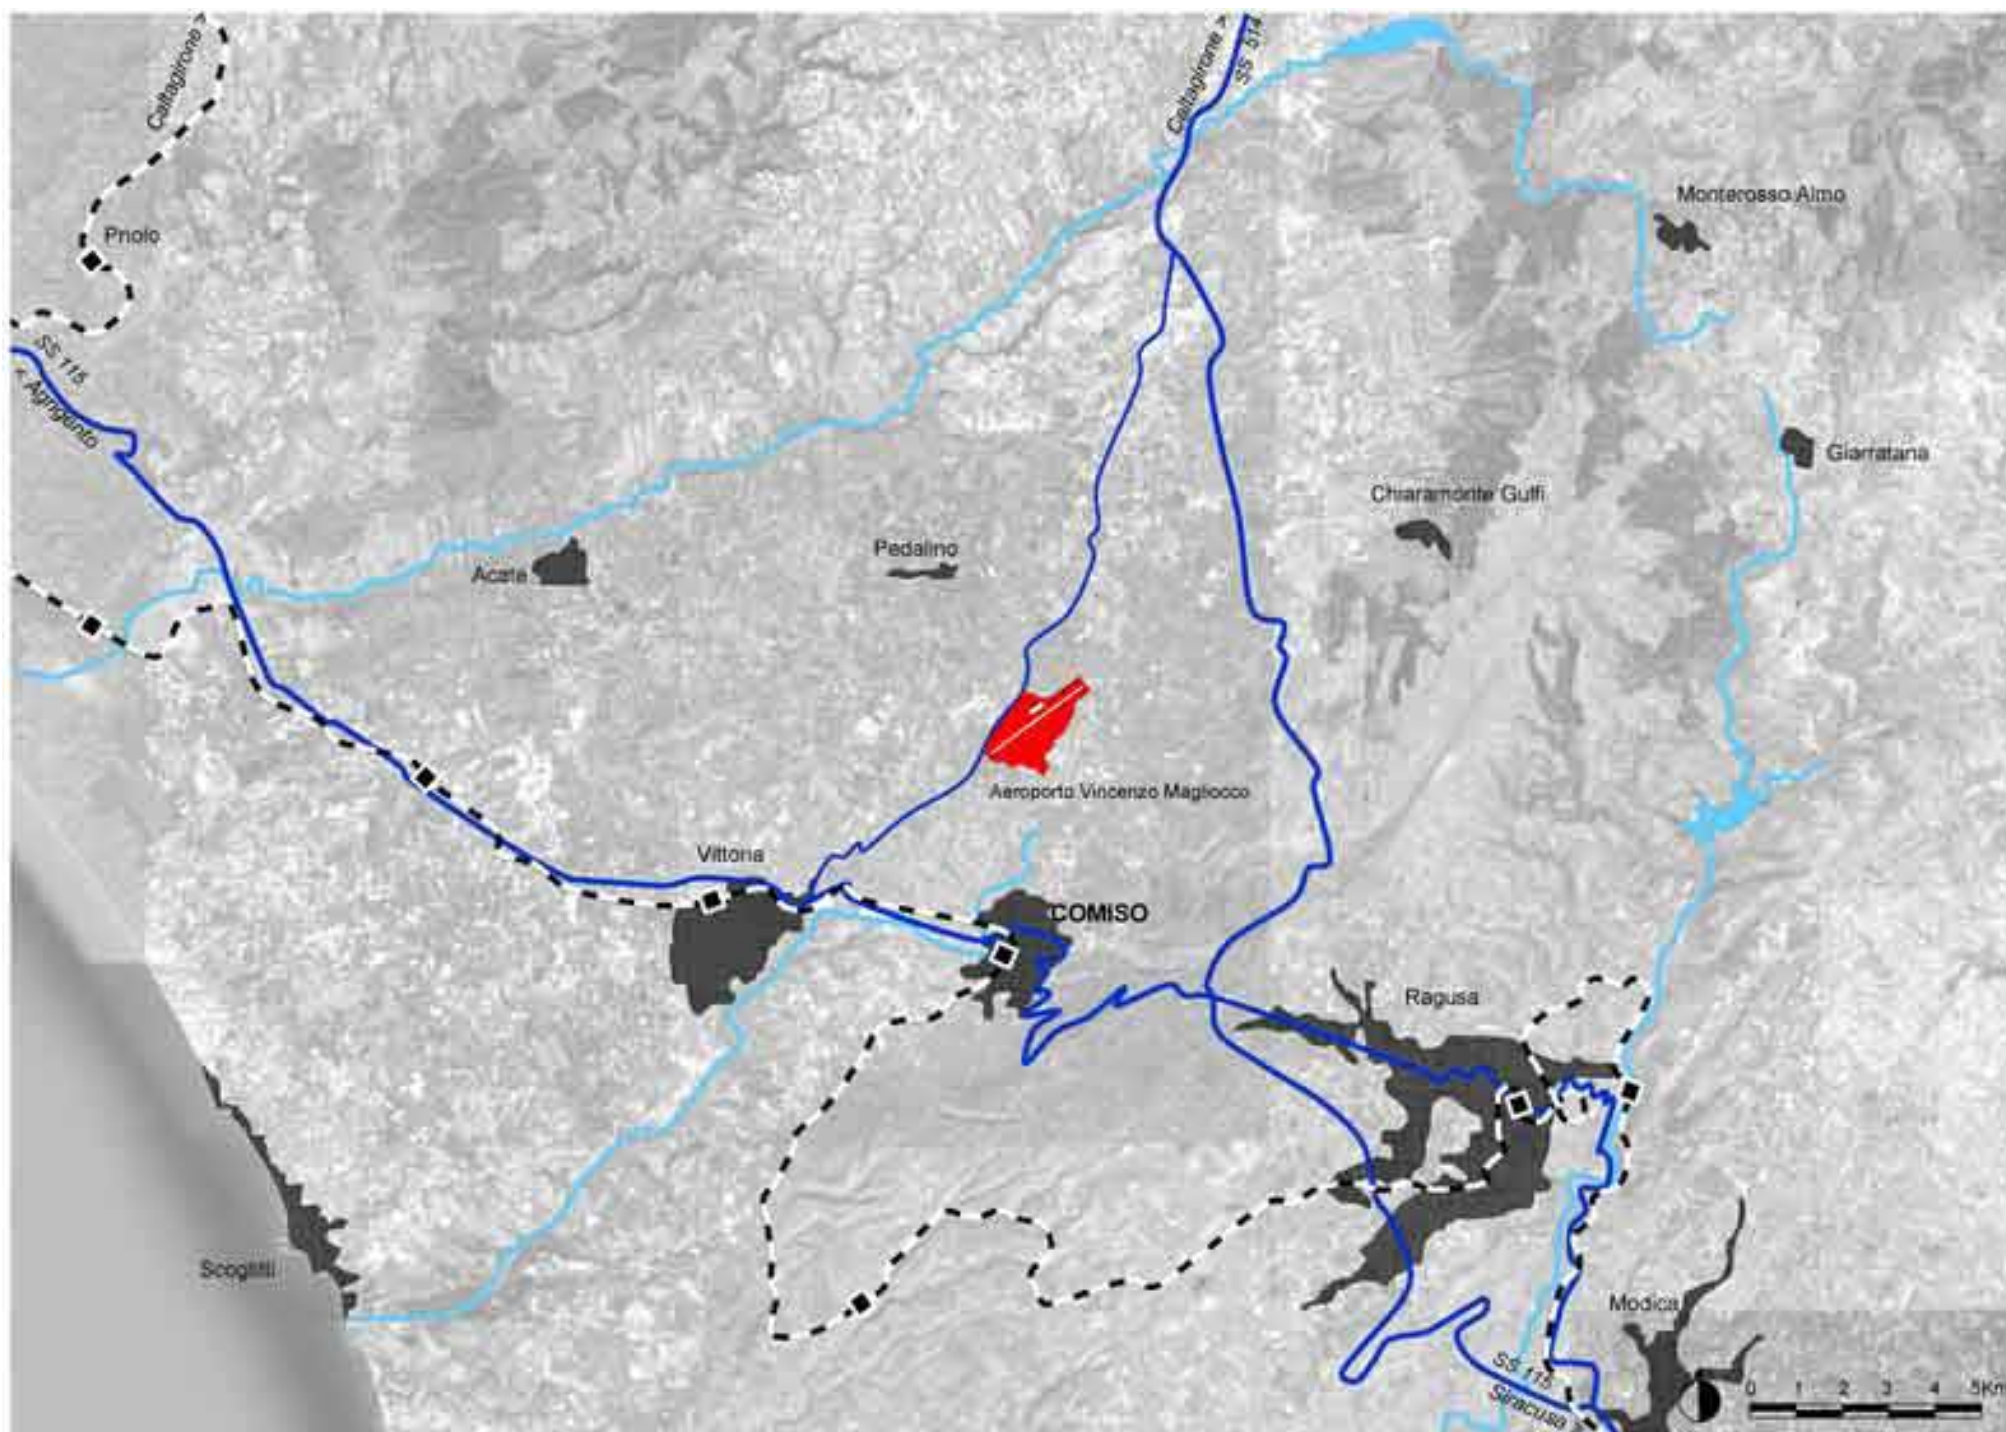 Caltagirone >
Caltagirone >
SS 514
Monterosso Almo
Priolo
SS 115
< Agrigento
Giarratana
Chiaramonte Gulfi
Pedalino
Acate
Aeroporto Vincenzo Magliocco
Vittoria
COMISO
Ragusa
Scoglitti
Modica
SS 115
Siracusa >
0 1 2 3 4 5Km